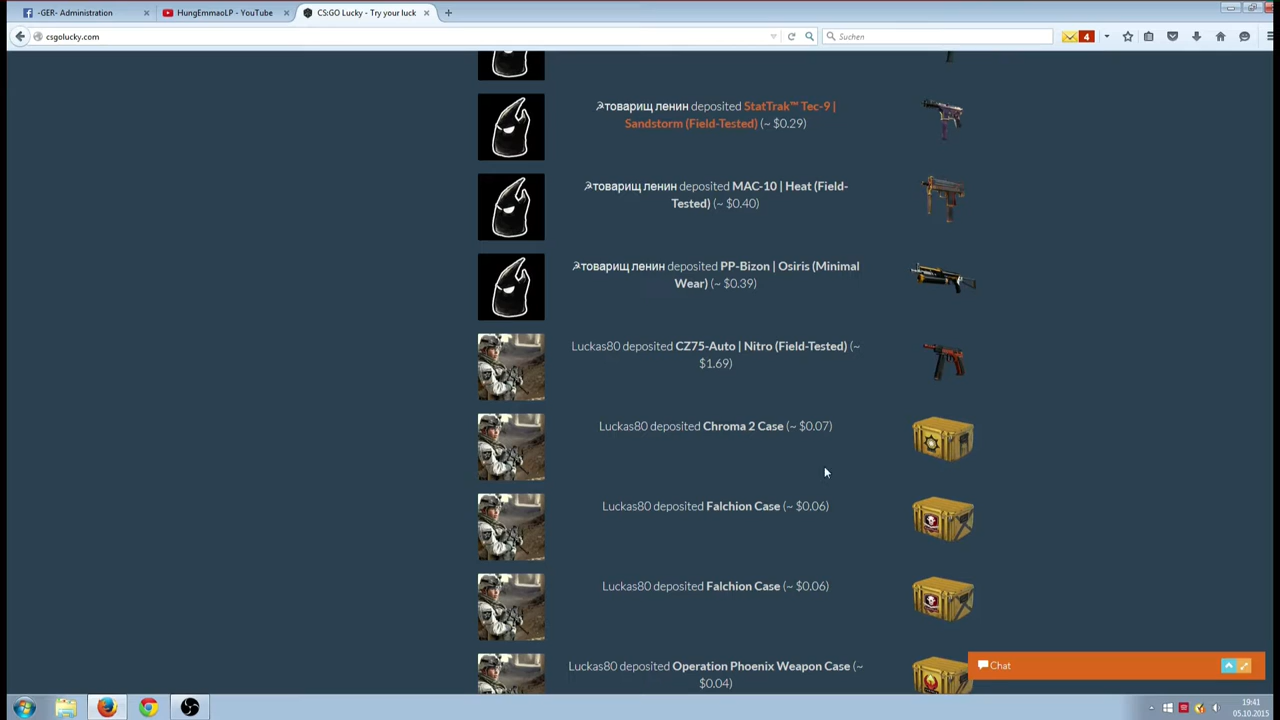 -GER- Administration
HungEmmaoLP - YouTube
CS:GO Lucky - Try your luck
csgolucky.com
Suchen
4
☭товарищ ленин deposited StatTrak™ Tec-9 |
Sandstorm (Field-Tested) (~ $0.29)
☭товарищ ленин deposited MAC-10 | Heat (Field-
Tested) (~ $0.40)
☭товарищ ленин deposited PP-Bizon | Osiris (Minimal
Wear) (~ $0.39)
Luckas80 deposited CZ75-Auto | Nitro (Field-Tested) (~
$1.69)
Luckas80 deposited Chroma 2 Case (~ $0.07)
Luckas80 deposited Falchion Case (~ $0.06)
Luckas80 deposited Falchion Case (~ $0.06)
Luckas80 deposited Operation Phoenix Weapon Case (~
$0.04)
Chat
19:41
05.10.2015